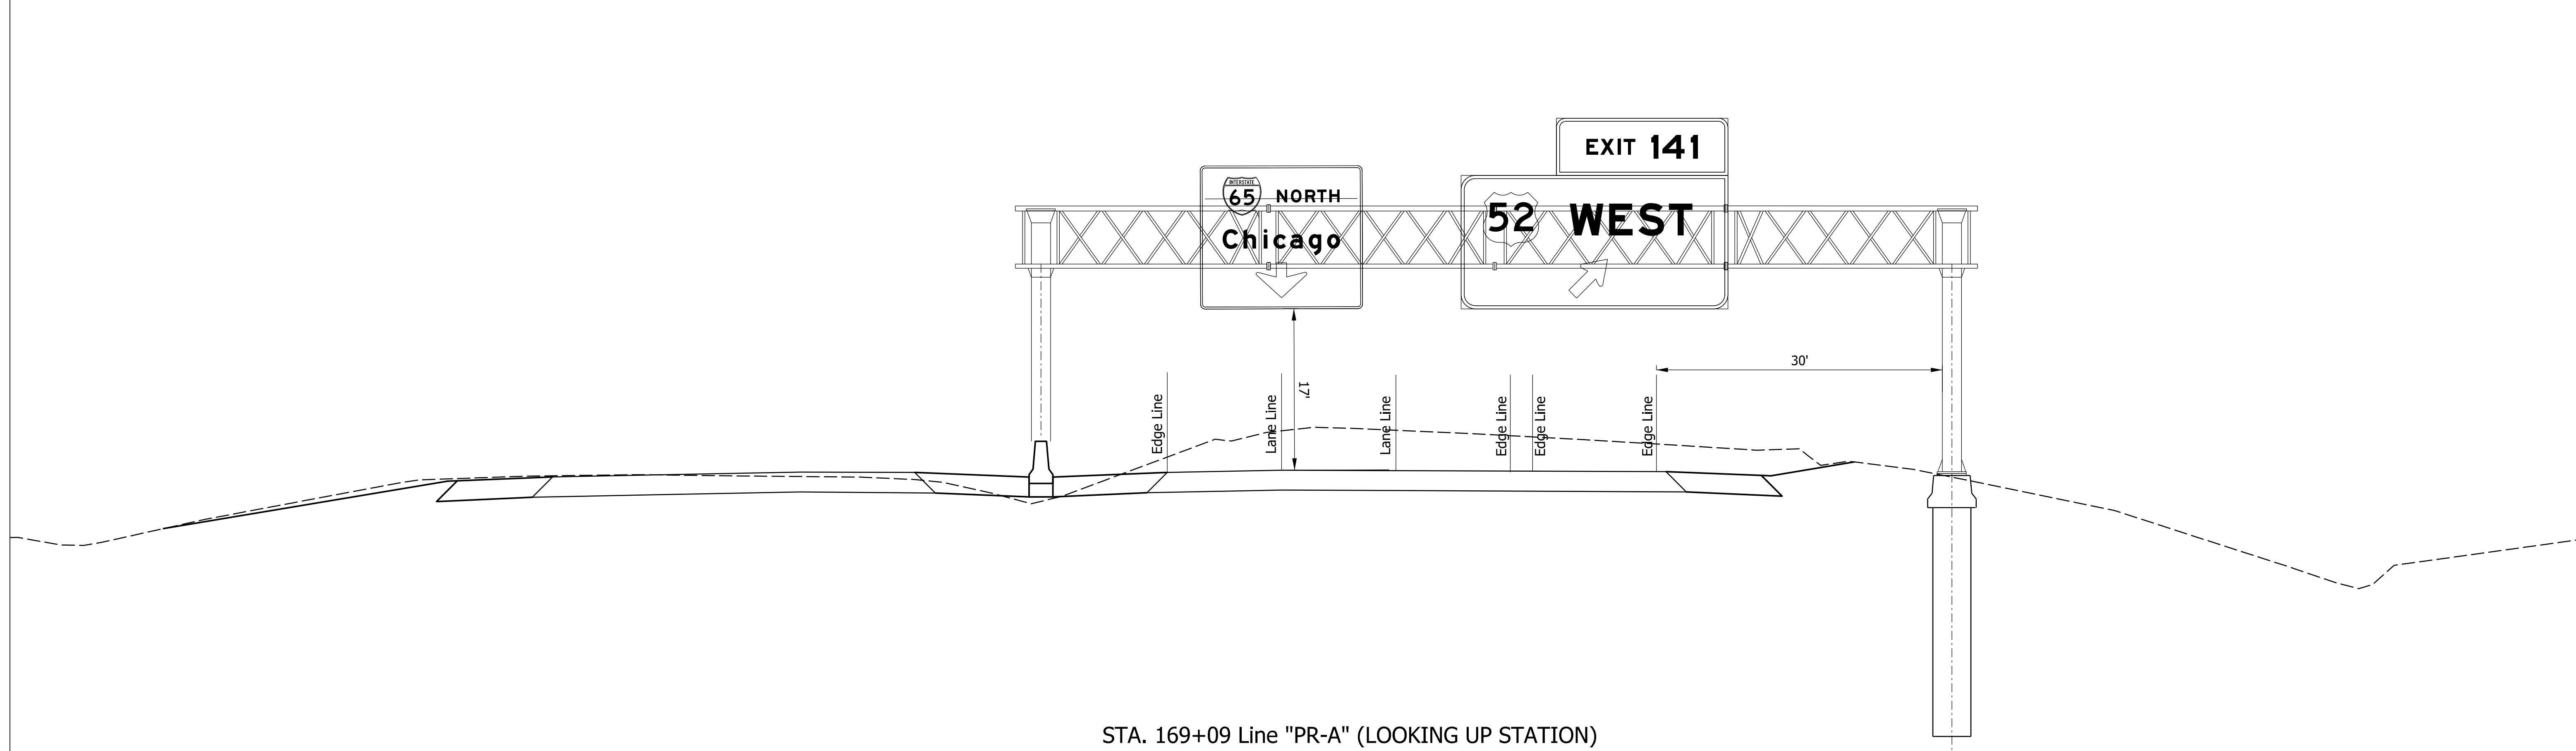 EXIT 141
INTERSTATE
65 NORTH
Chicago
52 WEST
30'
17'
Edge Line
Lane Line
Lane Line
Edge Line
Edge Line
Edge Line
STA. 169+09 Line "PR-A" (LOOKING UP STATION)